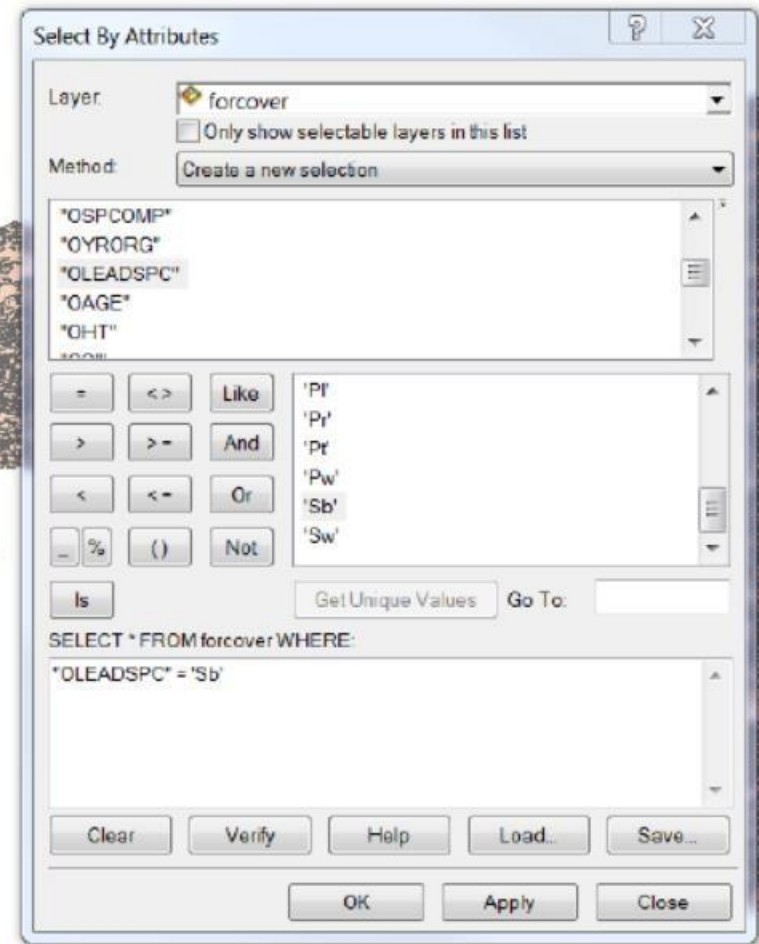 Select By Attributes
Layer:
forcover
Only show selectable layers in this list
Method:
Create a new selection
"OSPCOMP"
"OYRORG"
"OLEADSPC"
"OAGE"
"OHT"
= <> Like
> >= And
< <= Or
_ % () Not
Is
'Pl'
'Pr'
'Pt'
'Pw'
'Sb'
'Sw'
Get Unique Values Go To:
SELECT * FROM forcover WHERE:
"OLEADSPC" = 'Sb'
Clear Verify Help Load... Save...
OK Apply Close